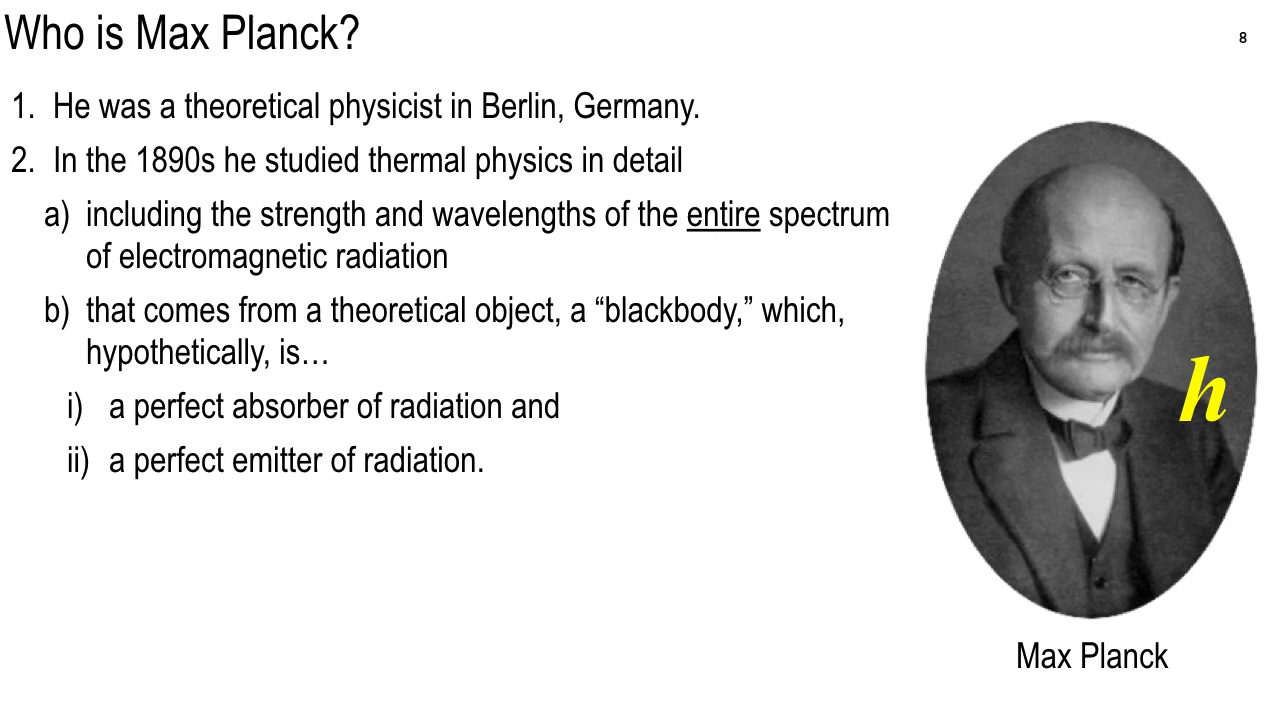 Who is Max Planck?
8
1. He was a theoretical physicist in Berlin, Germany.
2. In the 1890s he studied thermal physics in detail
a) including the strength and wavelengths of the entire spectrum
of electromagnetic radiation
b) that comes from a theoretical object, a “blackbody,” which,
hypothetically, is…
i) a perfect absorber of radiation and
ii) a perfect emitter of radiation.
h
Max Planck